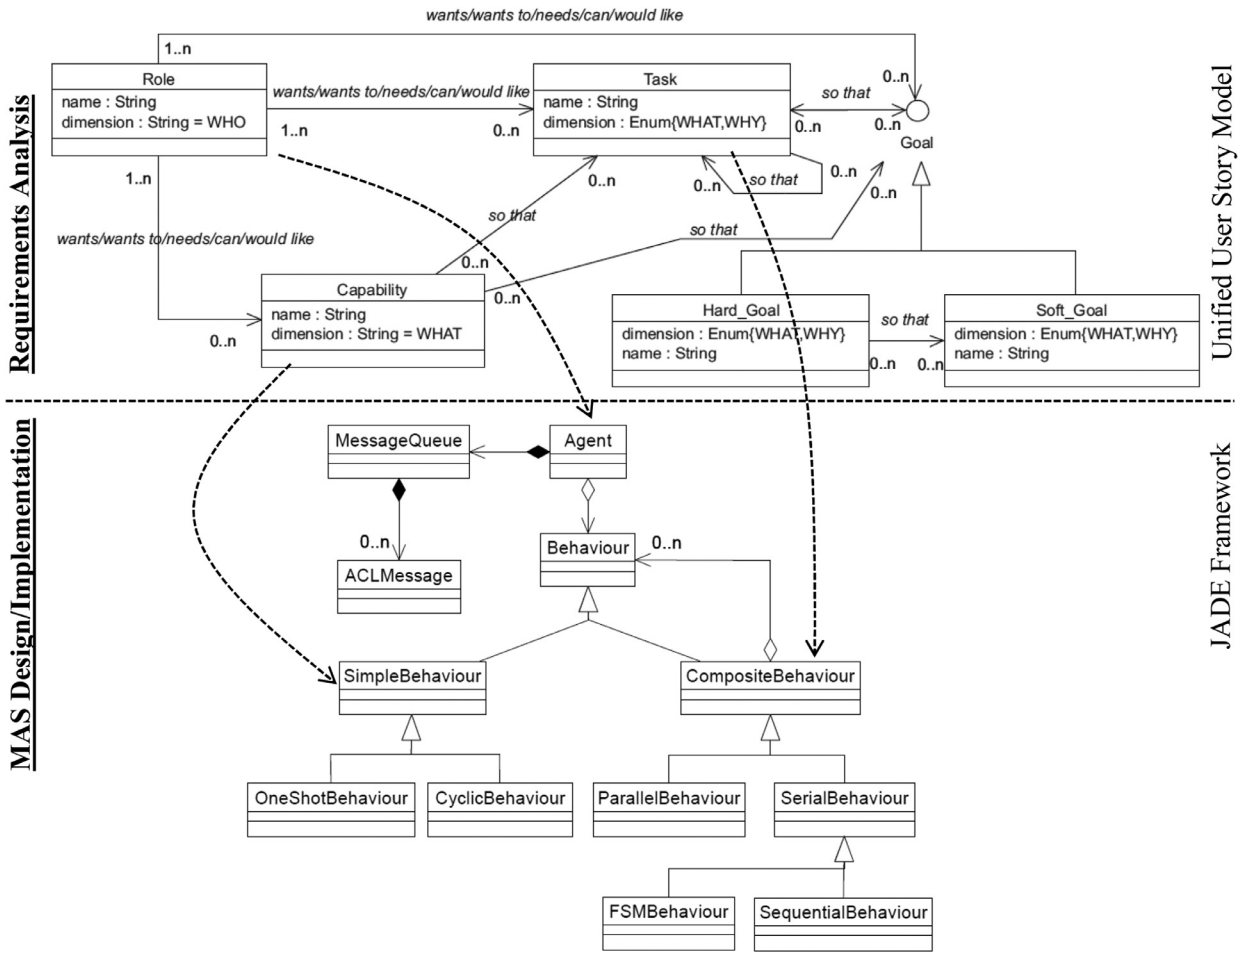 wants/wants to/needs/can/would like
1..n
Role
name : String
dimension : String = WHO
wants/wants to/needs/can/would like
1..n
0..n
Task
name : String
dimension : Enum{WHAT,WHY}
0..n
so that
0..n
0..n
Goal
0..n
so that
0..n
0..n
so that
0..n
0..n
so that
0..n
1..n
wants/wants to/needs/can/would like
0..n
Capability
name : String
dimension : String = WHAT
Hard_Goal
dimension : Enum{WHAT,WHY}
name : String
so that
0..n
0..n
Soft_Goal
dimension : Enum{WHAT,WHY}
name : String
Requirements Analysis
Unified User Story Model
MessageQueue
Agent
0..n
ACLMessage
Behaviour
0..n
SimpleBehaviour
CompositeBehaviour
OneShotBehaviour
CyclicBehaviour
ParallelBehaviour
SerialBehaviour
FSMBehaviour
SequentialBehaviour
MAS Design/Implementation
JADE Framework